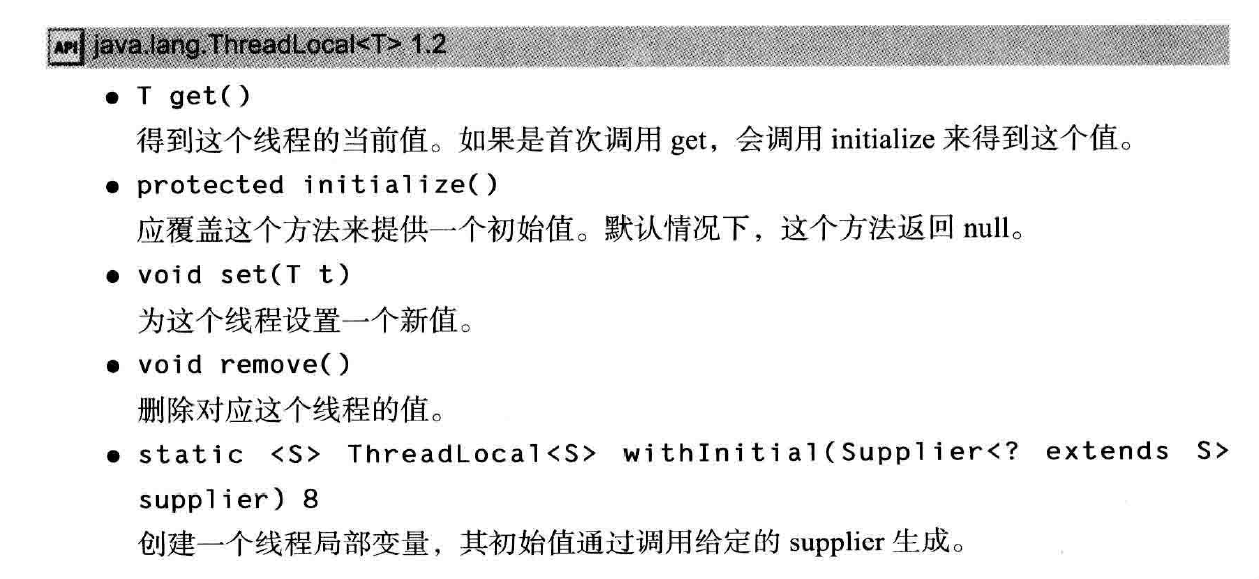 API java.lang.ThreadLocal<T> 1.2
● T get()
得到这个线程的当前值。如果是首次调用 get，会调用 initialize 来得到这个值。
● protected initialize()
应覆盖这个方法来提供一个初始值。默认情况下，这个方法返回 null。
● void set(T t)
为这个线程设置一个新值。
● void remove()
删除对应这个线程的值。
● static <S> ThreadLocal<S> withInitial(Supplier<? extends S>
supplier) 8
创建一个线程局部变量，其初始值通过调用给定的 supplier 生成。